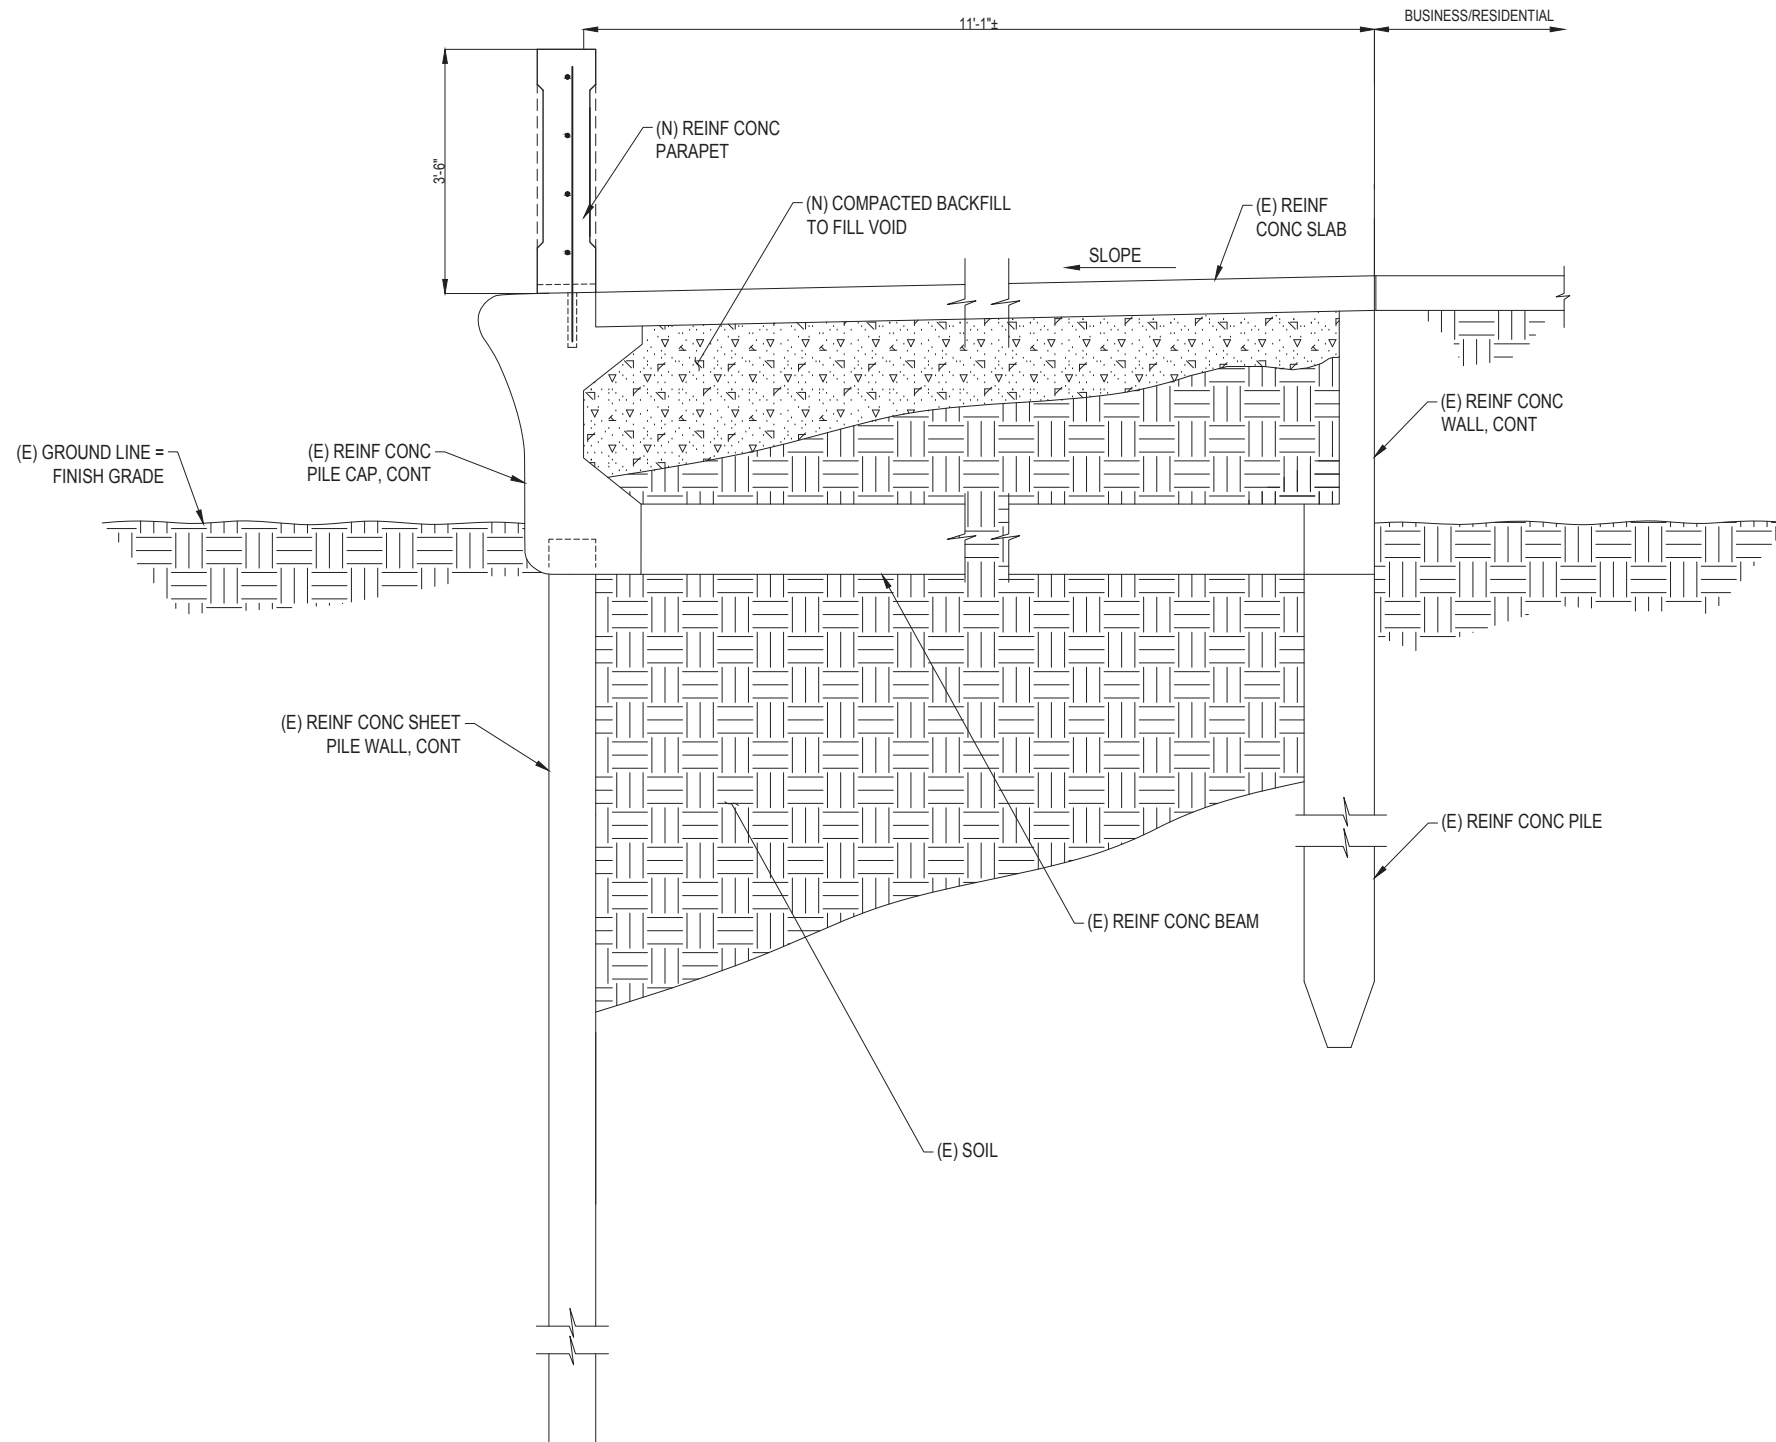 11'-1"±
BUSINESS/RESIDENTIAL
3'-6"
(N) REINF CONC
PARAPET
(N) COMPACTED BACKFILL
TO FILL VOID
(E) REINF
CONC SLAB
SLOPE
(E) REINF CONC
WALL, CONT
(E) GROUND LINE =
FINISH GRADE
(E) REINF CONC
PILE CAP, CONT
(E) REINF CONC SHEET
PILE WALL, CONT
(E) REINF CONC PILE
(E) REINF CONC BEAM
(E) SOIL